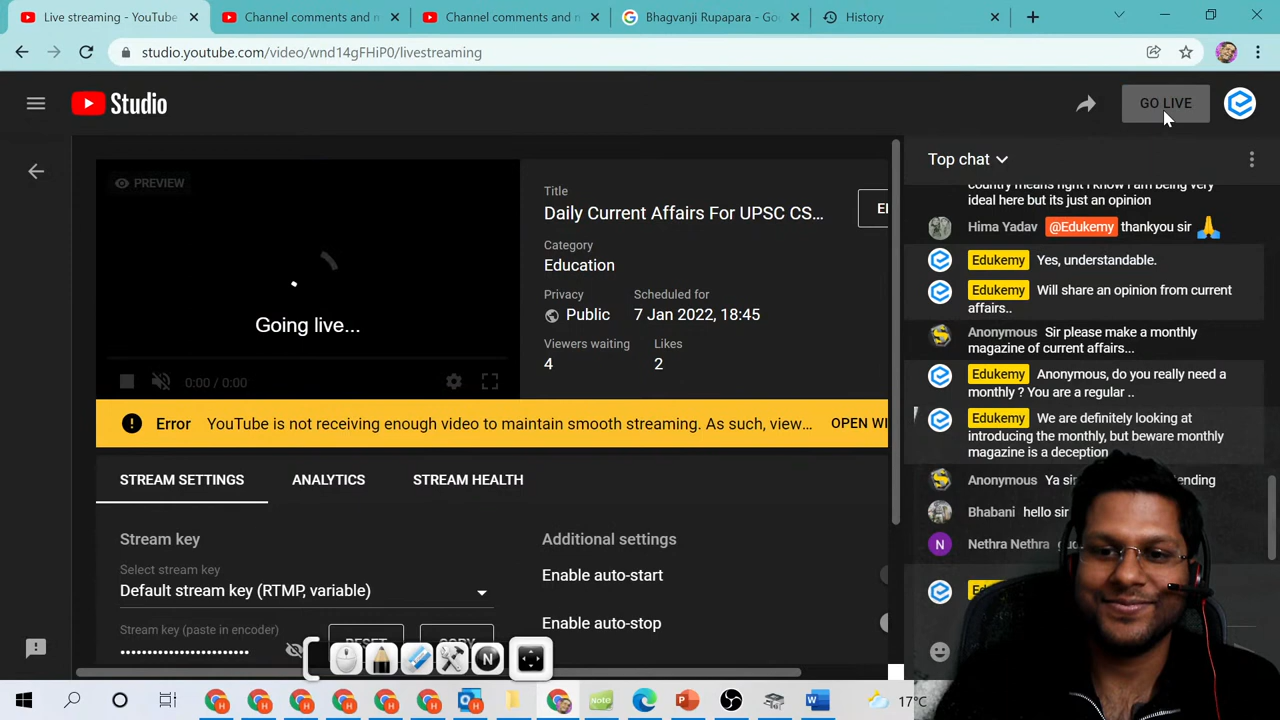 Live streaming - YouTube
Channel comments and m
Channel comments and m
Bhagvanji Rupapara - Go
History
studio.youtube.com/video/wnd14gFHiP0/livestreaming
Studio
GO LIVE
PREVIEW
Going live...
0:00 / 0:00
Title
Daily Current Affairs For UPSC CS...
Category
Education
Privacy
Scheduled for
Public
7 Jan 2022, 18:45
Viewers waiting
Likes
4
2
Error YouTube is not receiving enough video to maintain smooth streaming. As such, view... OPEN WI
STREAM SETTINGS
ANALYTICS
STREAM HEALTH
Stream key
Select stream key
Default stream key (RTMP, variable)
Stream key (paste in encoder)
••••••••••••••••••••••••
RESET
COPY
Additional settings
Enable auto-start
Enable auto-stop
Top chat
country means right I know I am being very
ideal here but its just an opinion
Hima Yadav @Edukemy thankyou sir 🙏
Edukemy Yes, understandable.
Edukemy Will share an opinion from current
affairs..
Anonymous Sir please make a monthly
magazine of current affairs...
Edukemy Anonymous, do you really need a
monthly ? You are a regular ..
Edukemy We are definitely looking at
introducing the monthly, but beware monthly
magazine is a deception
Anonymous Ya
Bhabani hello sir
Nethra Nethra
N
N
Note
17°C